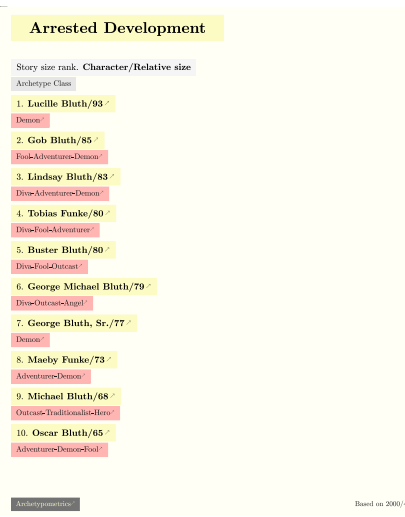 Arrested Development
Story size rank. Character/Relative size
Archetype Class
1. Lucille Bluth/93↗
Demon↗
2. Gob Bluth/85↗
Fool-Adventurer-Demon↗
3. Lindsay Bluth/83↗
Diva-Adventurer-Demon↗
4. Tobias Funke/80↗
Diva-Fool-Adventurer↗
5. Buster Bluth/80↗
Diva-Fool-Outcast↗
6. George Michael Bluth/79↗
Diva-Outcast-Angel↗
7. George Bluth, Sr./77↗
Demon↗
8. Maeby Funke/73↗
Adventurer-Demon↗
9. Michael Bluth/68↗
Outcast-Traditionalist-Hero↗
10. Oscar Bluth/65↗
Adventurer-Demon-Fool↗
Archetypometrics↗
Based on 2000/